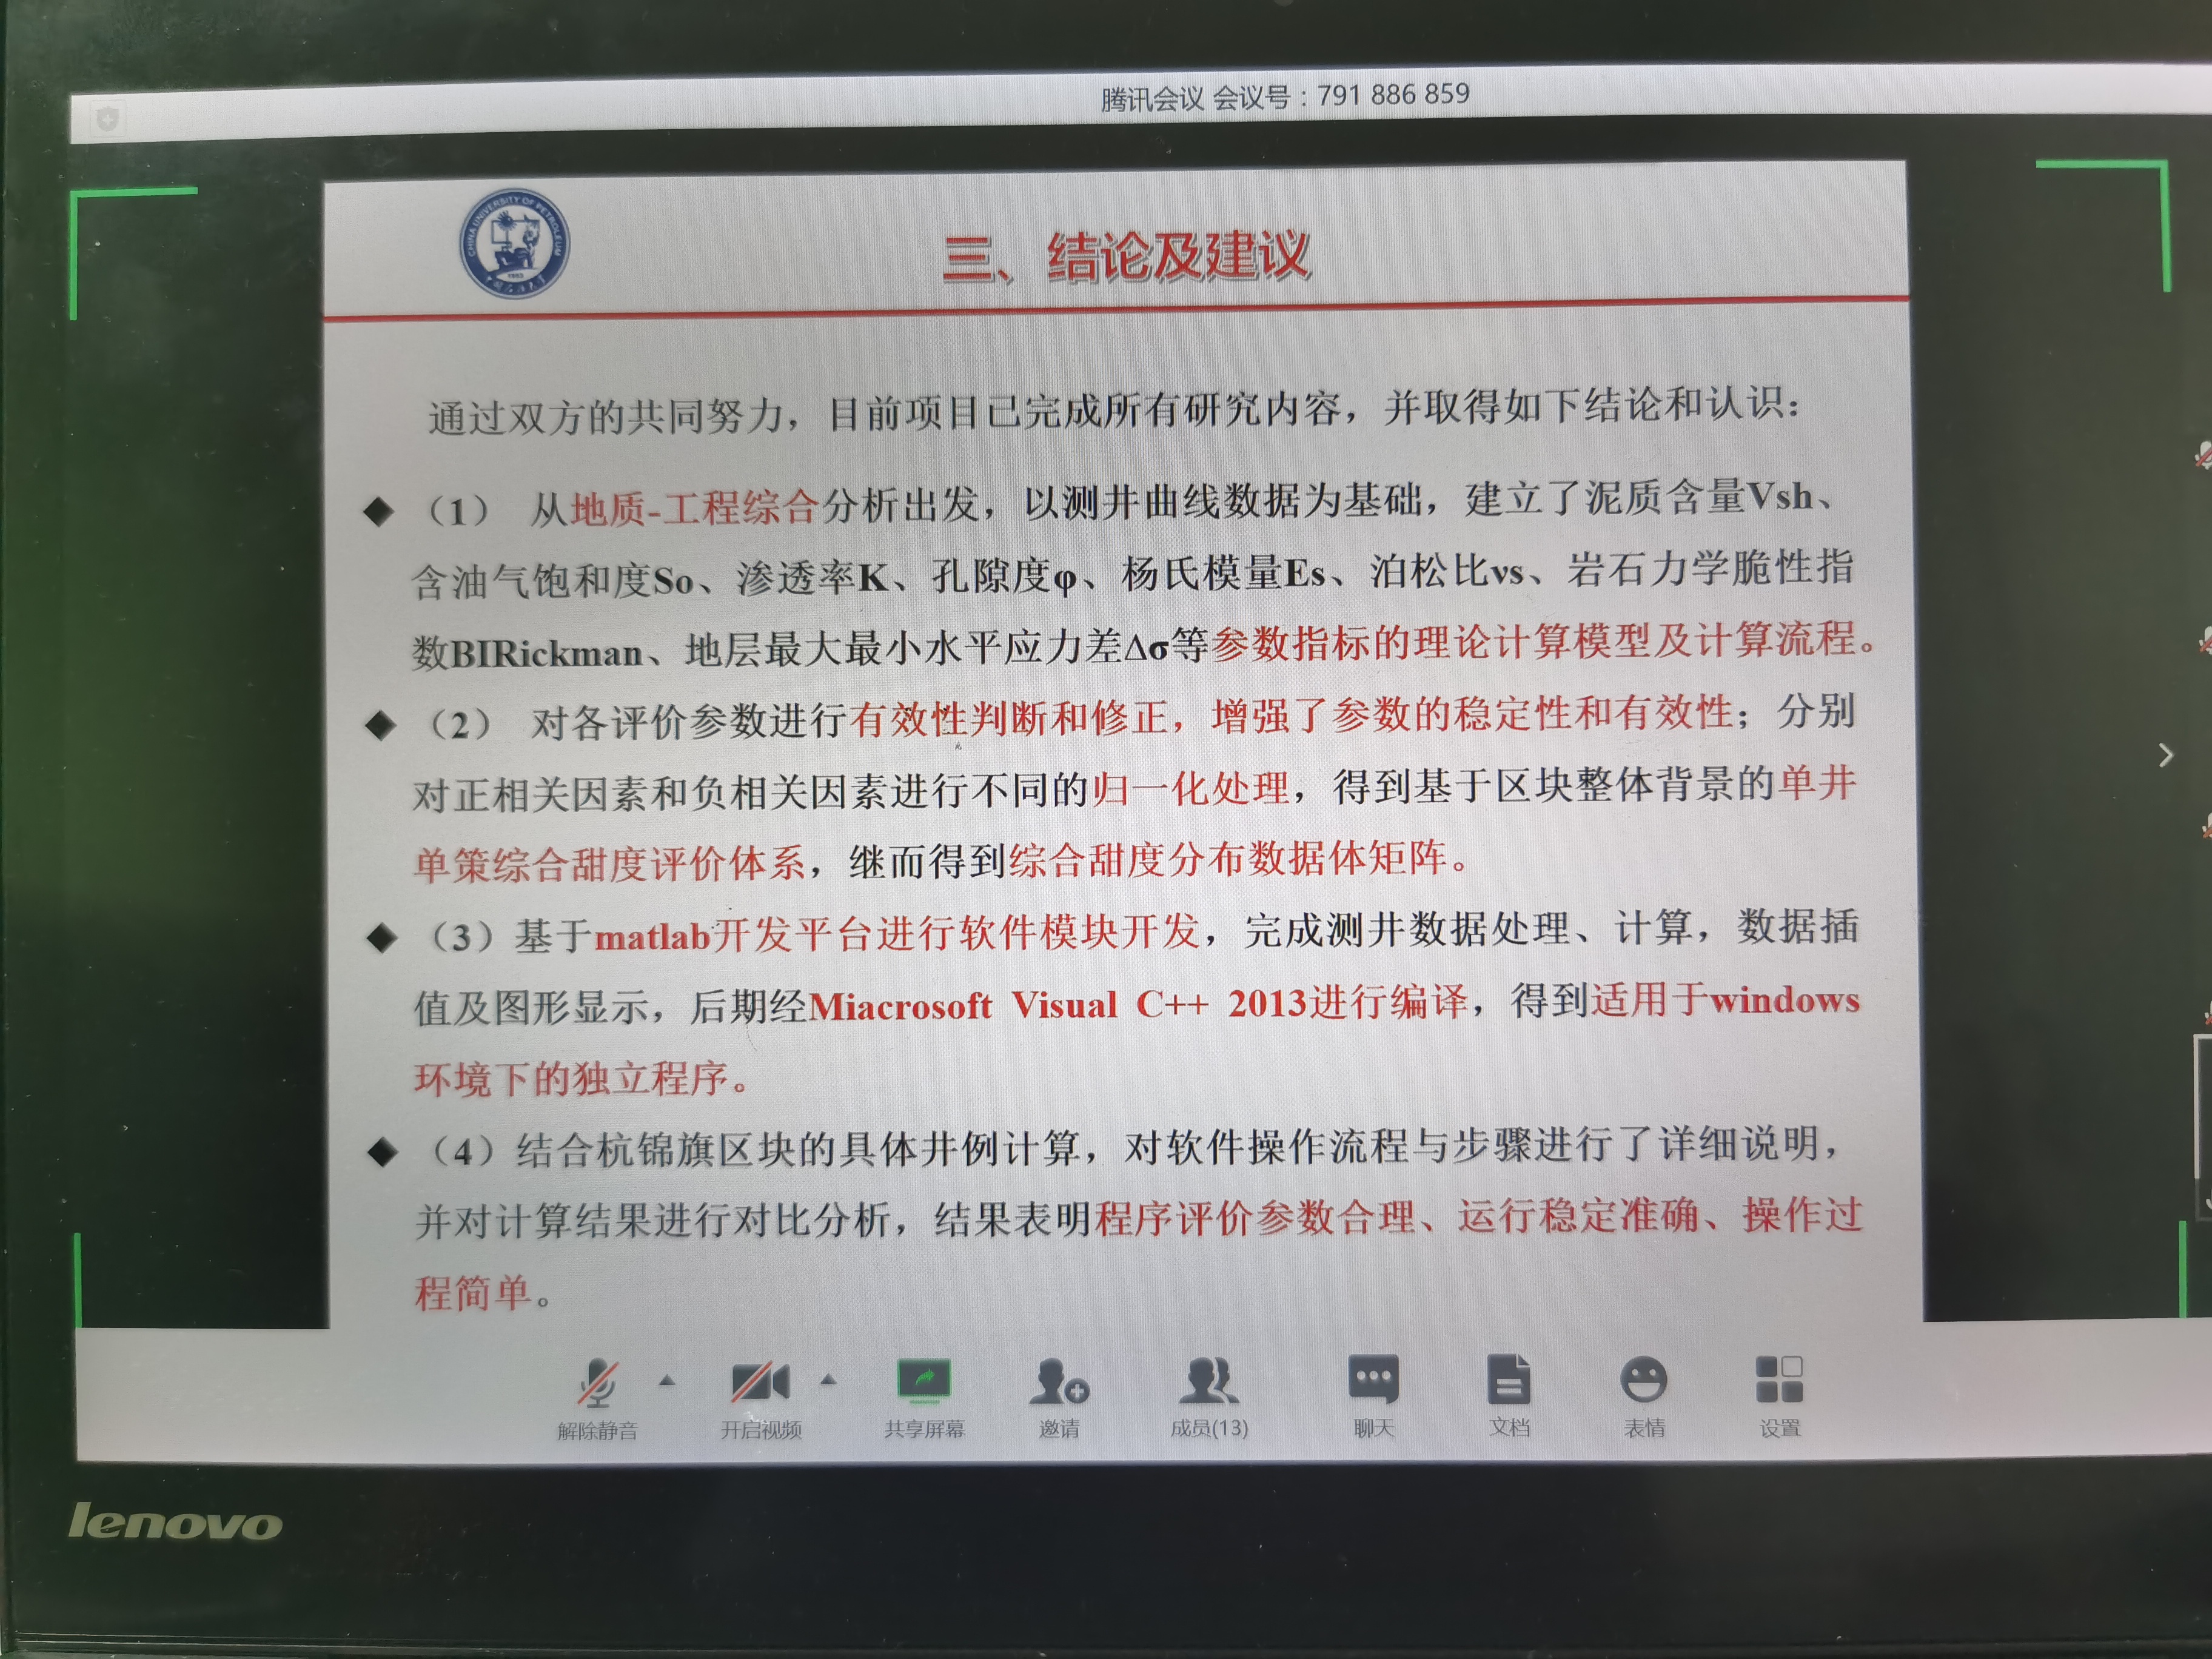 腾讯会议 会议号：791 886 859
CHINA UNIVERSITY OF PETROLEUM
1953
三、结论及建议
通过双方的共同努力，目前项目已完成所有研究内容，并取得如下结论和认识：
◆ （1） 从地质-工程综合分析出发，以测井曲线数据为基础，建立了泥质含量Vsh、
含油气饱和度So、渗透率K、孔隙度φ、杨氏模量Es、泊松比νs、岩石力学脆性指
数BIRickman、地层最大最小水平应力差Δσ等参数指标的理论计算模型及计算流程。
◆ （2） 对各评价参数进行有效性判断和修正，增强了参数的稳定性和有效性；分别
对正相关因素和负相关因素进行不同的归一化处理，得到基于区块整体背景的单井
单策综合甜度评价体系，继而得到综合甜度分布数据体矩阵。
◆ （3）基于matlab开发平台进行软件模块开发，完成测井数据处理、计算，数据插
值及图形显示，后期经Miacrosoft Visual C++ 2013进行编译，得到适用于windows
环境下的独立程序。
◆ （4）结合杭锦旗区块的具体井例计算，对软件操作流程与步骤进行了详细说明，
并对计算结果进行对比分析，结果表明程序评价参数合理、运行稳定准确、操作过
程简单。
解除静音 开启视频 共享屏幕 邀请 成员(13) 聊天 文档 表情 设置
lenovo